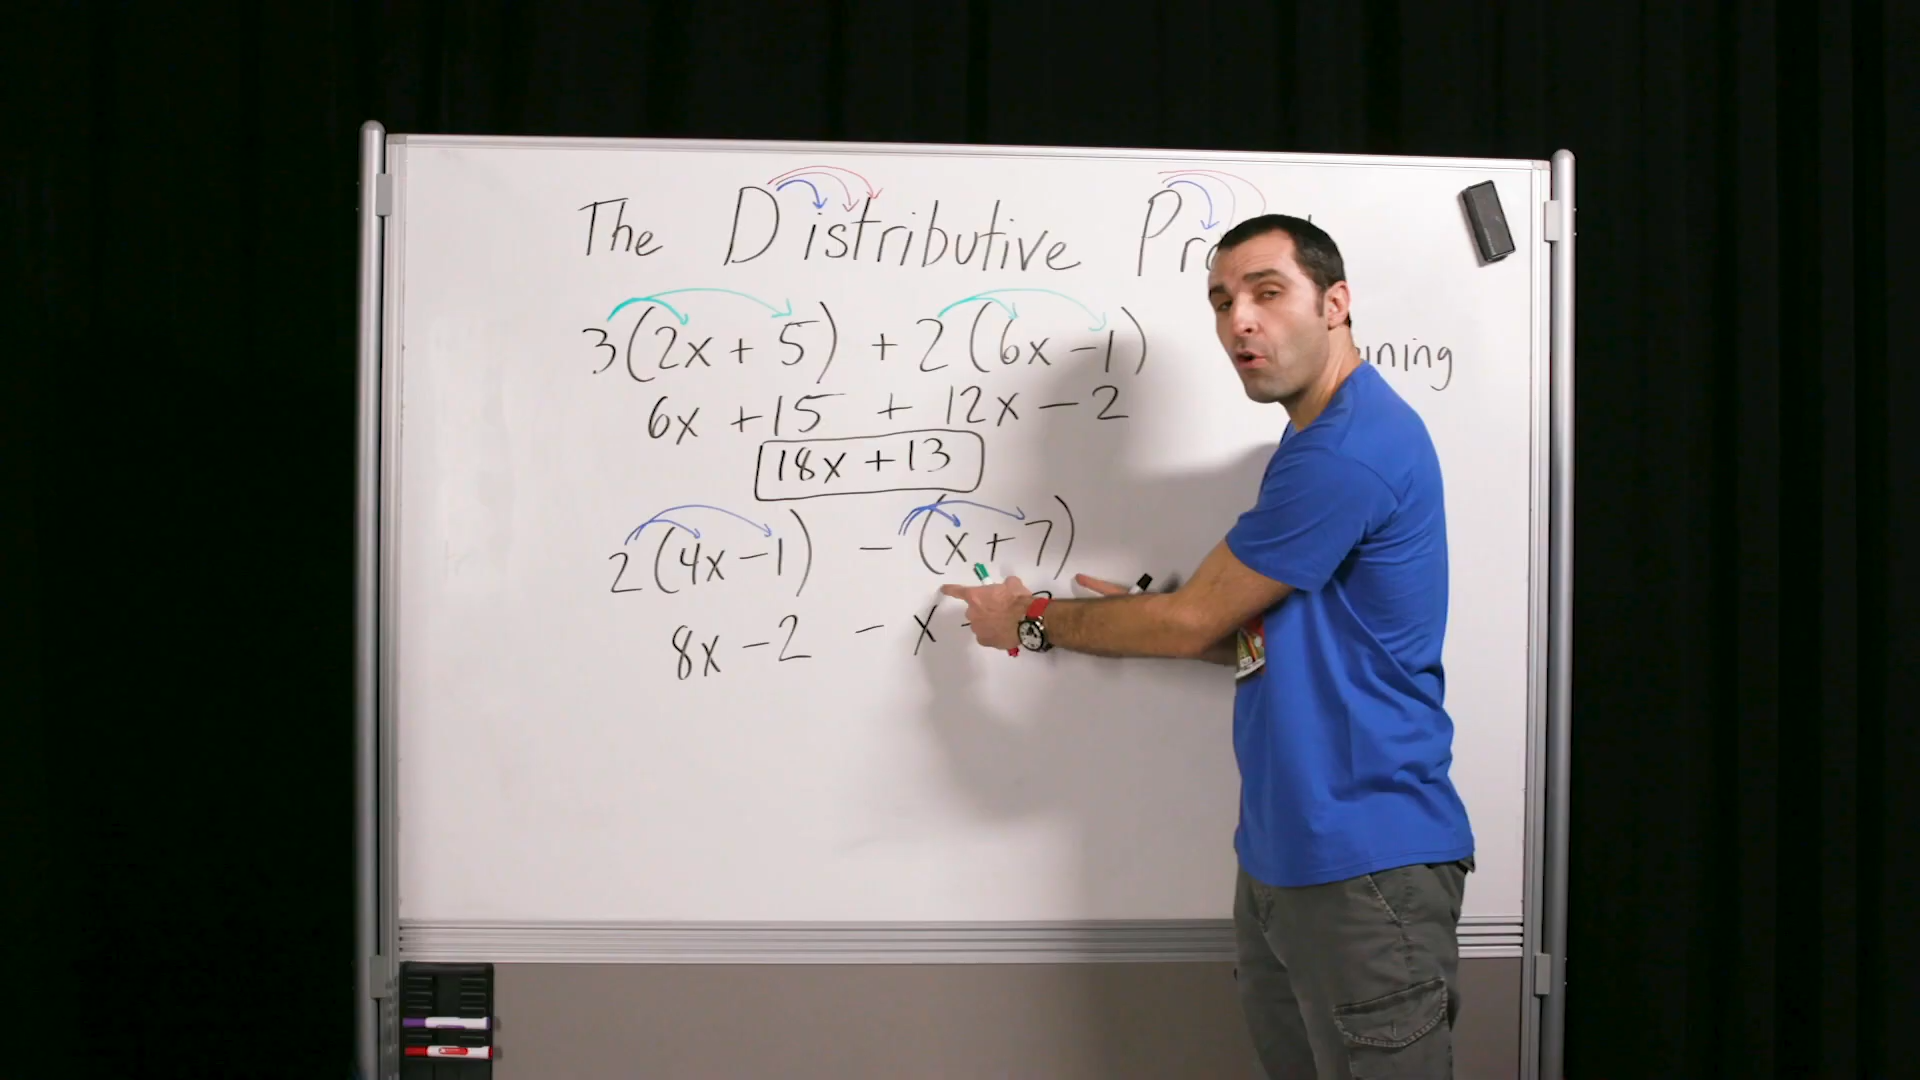 The Distributive
3(2x + 5) + 2(6x - 1)
6x + 15 + 12x - 2
18x + 13
2(4x - 1) - (x + 7)
8x - 2 - x -